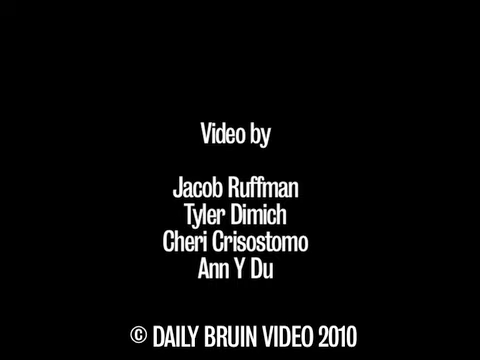 Video by
Jacob Ruffman
Tyler Dimich
Cheri Crisostomo
Ann Y Du
© DAILY BRUIN VIDEO 2010